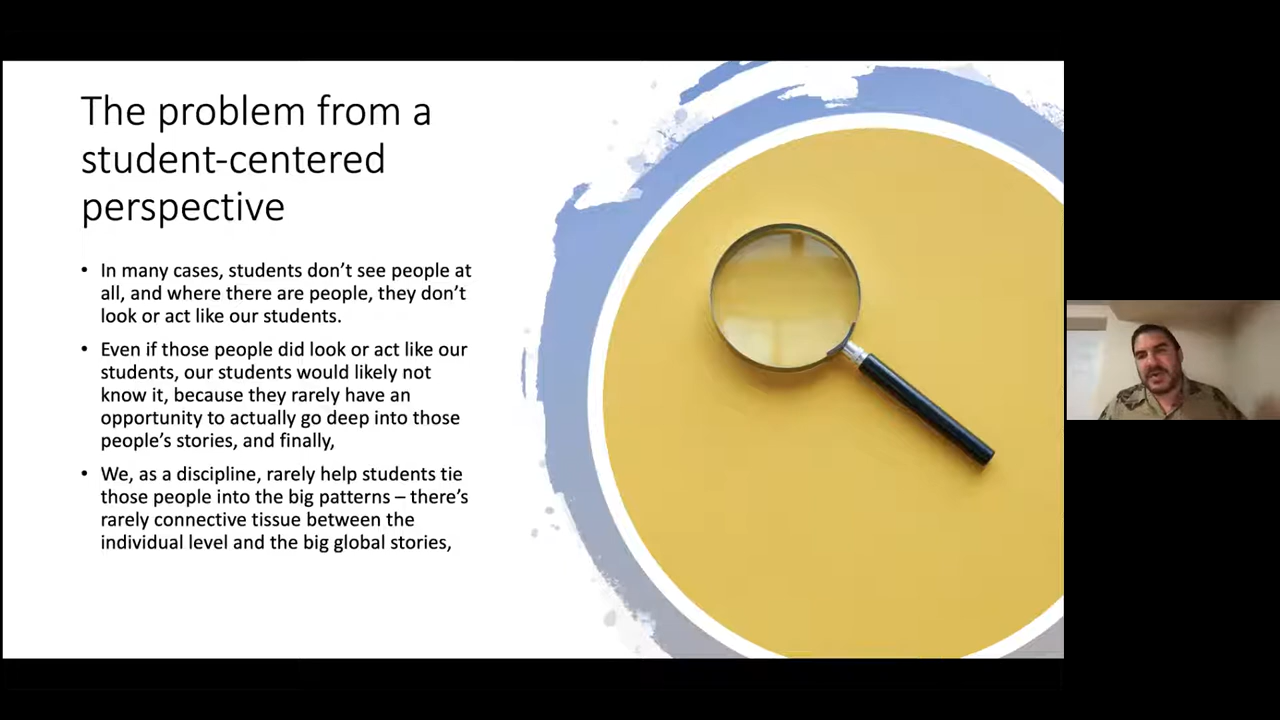 The problem from a
student-centered
perspective
• In many cases, students don't see people at
all, and where there are people, they don't
look or act like our students.
• Even if those people did look or act like our
students, our students would likely not
know it, because they rarely have an
opportunity to actually go deep into those
people's stories, and finally,
• We, as a discipline, rarely help students tie
those people into the big patterns – there's
rarely connective tissue between the
individual level and the big global stories,